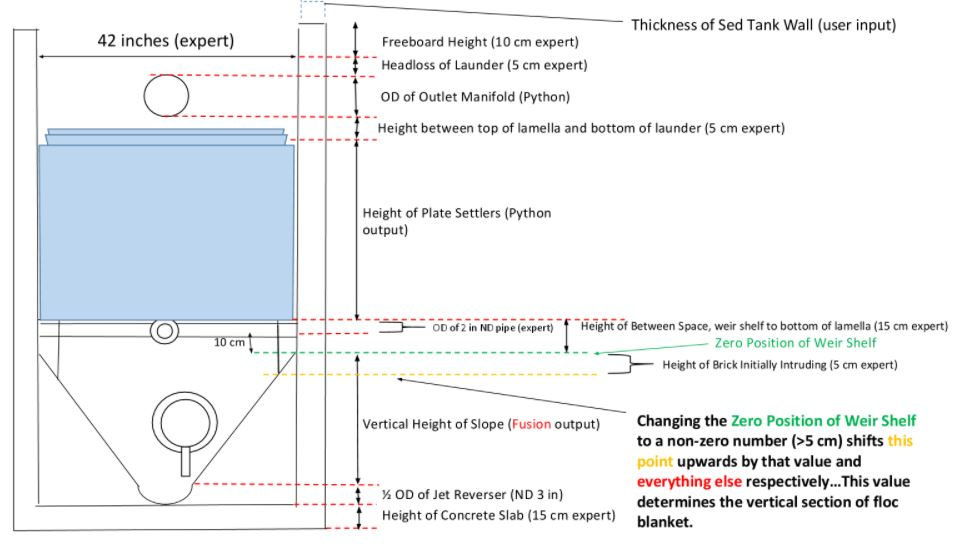 Thickness of Sed Tank Wall (user input)
42 inches (expert)
Freeboard Height (10 cm expert)
Headloss of Launder (5 cm expert)
OD of Outlet Manifold (Python)
Height between top of lamella and bottom of launder (5 cm expert)
Height of Plate Settlers (Python
output)
OD of 2 in ND pipe (expert)
Height of Between Space, weir shelf to bottom of lamella (15 cm expert)
10 cm
Zero Position of Weir Shelf
Height of Brick Initially Intruding (5 cm expert)
Vertical Height of Slope (Fusion output)
Changing the Zero Position of Weir Shelf
to a non-zero number (>5 cm) shifts this
point upwards by that value and
everything else respectively...This value
determines the vertical section of floc
blanket.
½ OD of Jet Reverser (ND 3 in)
Height of Concrete Slab (15 cm expert)